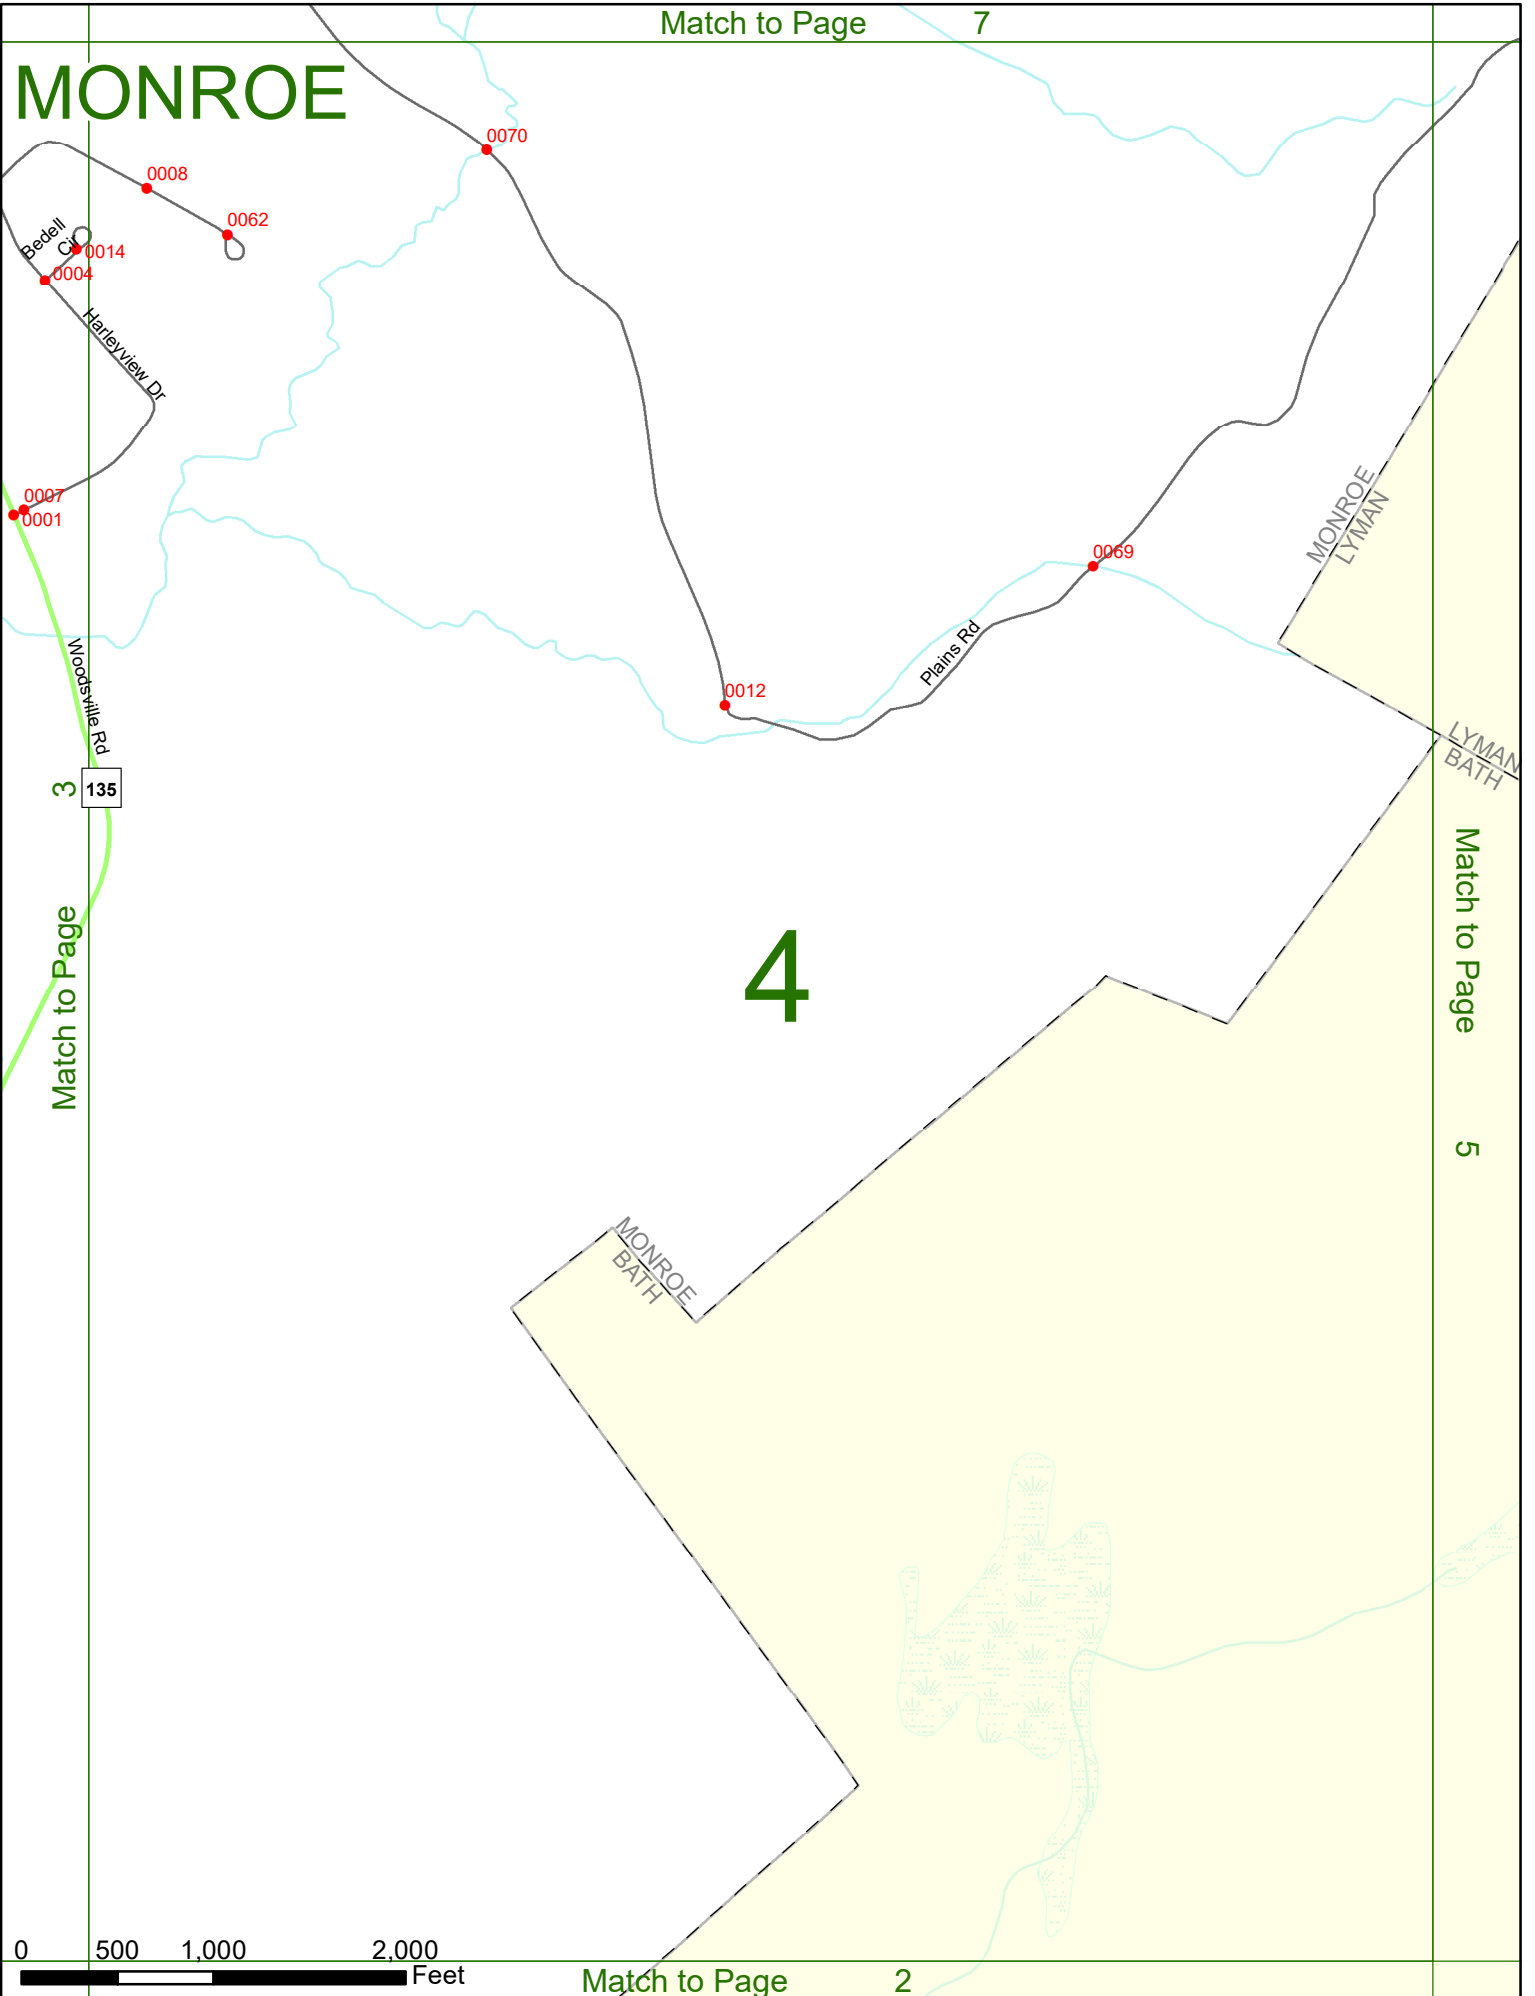 Match to Page 7
MONROE
0070
0008
0062
Bedell
Cir
0014
0004
Harleyview Dr
0007
0001
MONROE
LYMAN
0069
Plains Rd
Woodsville Rd
0012
LYMAN
BATH
135
Match to Page 3
4
Match to Page 5
MONROE
BATH
0 500 1,000 2,000
Feet
Match to Page 2